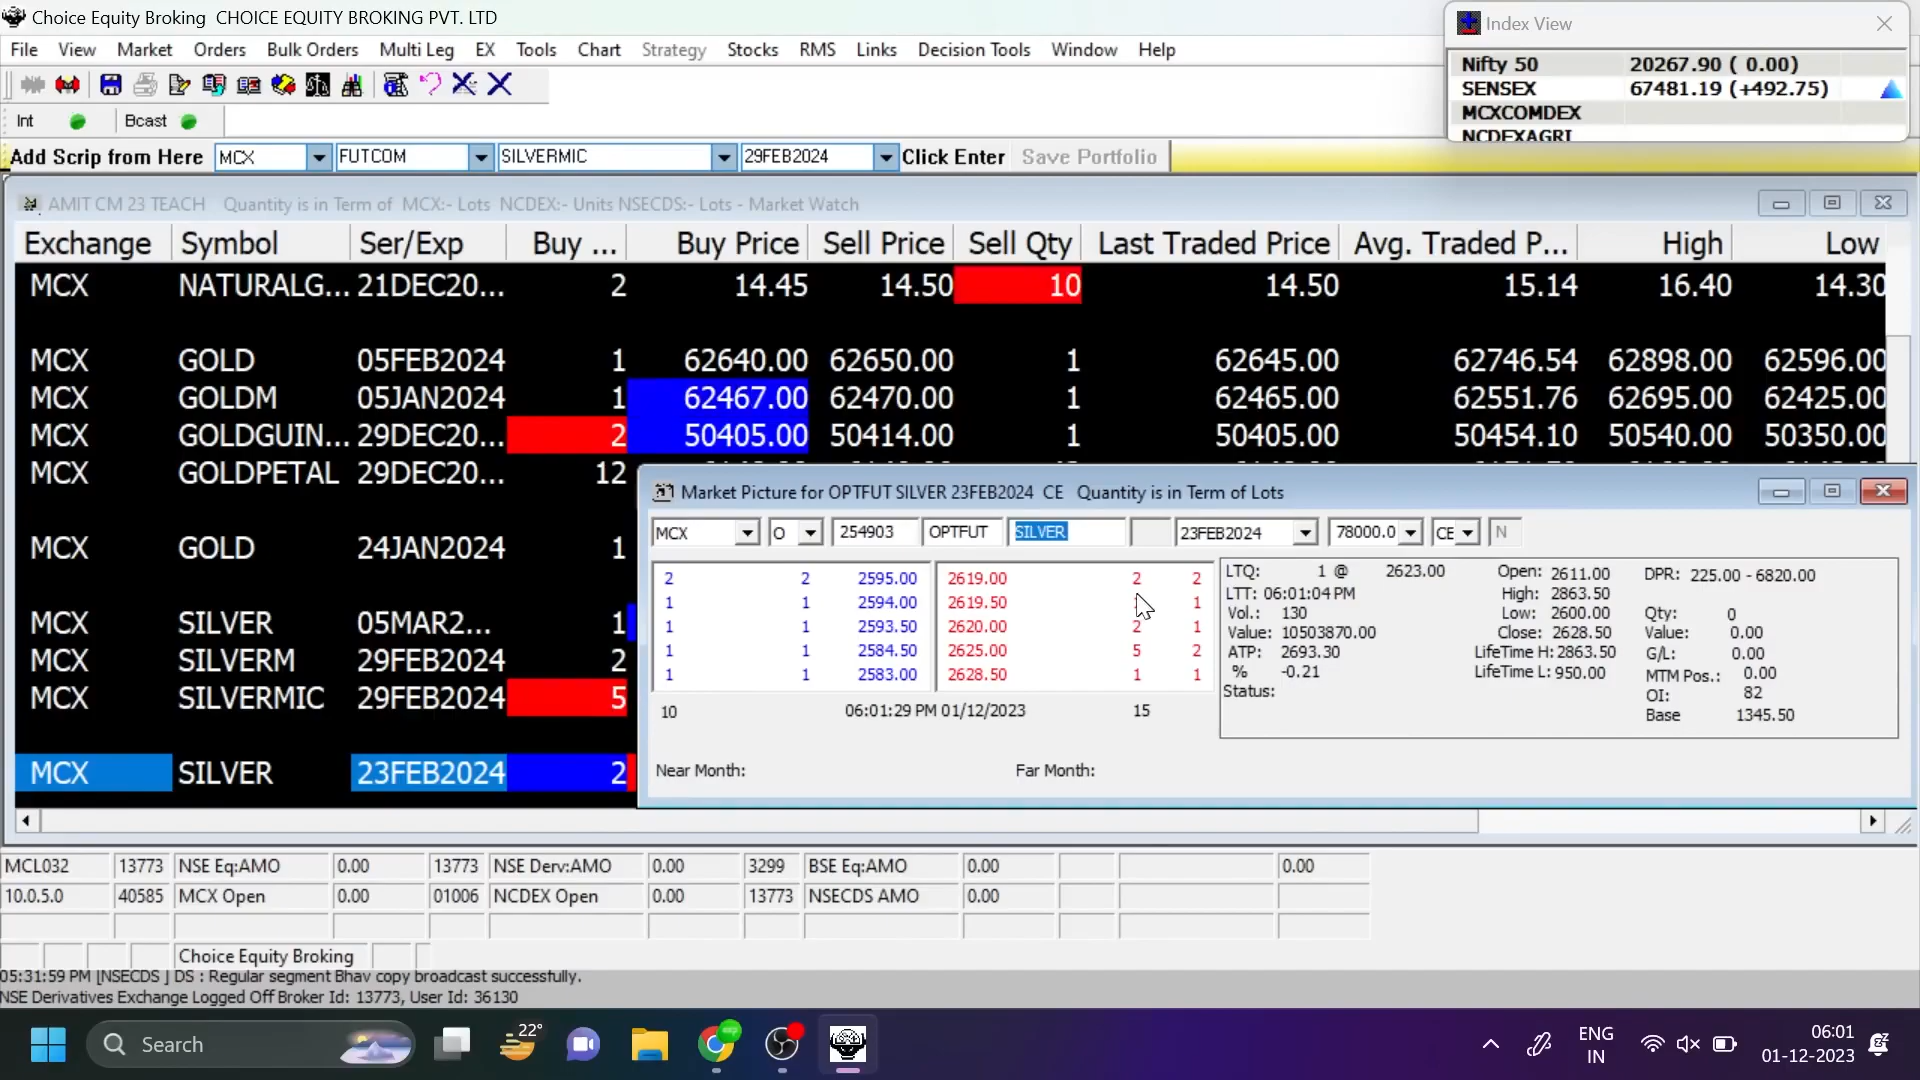 Choice Equity Broking CHOICE EQUITY BROKING PVT. LTD
File View Market Orders Bulk Orders Multi Leg EX Tools Chart Strategy Stocks RMS Links Decision Tools Window Help
Index View
Nifty 50 20267.90 ( 0.00)
SENSEX 67481.19 (+492.75)
MCXCOMDEX
NCDEXAGRI
Int Bcast
Add Scrip from Here MCX FUTCOM SILVERMIC 29FEB2024 Click Enter Save Portfolio
AMIT CM 23 TEACH Quantity is in Term of MCX:- Lots NCDEX:- Units NSECDS:- Lots - Market Watch
Exchange Symbol Ser/Exp Buy ... Buy Price Sell Price Sell Qty Last Traded Price Avg. Traded P... High Low
MCX NATURALG... 21DEC20... 2 14.45 14.50 10 14.50 15.14 16.40 14.30
MCX GOLD 05FEB2024 1 62640.00 62650.00 1 62645.00 62746.54 62898.00 62596.00
MCX GOLDM 05JAN2024 1 62467.00 62470.00 1 62465.00 62551.76 62695.00 62425.00
MCX GOLDGUIN... 29DEC20... 2 50405.00 50414.00 1 50405.00 50454.10 50540.00 50350.00
MCX GOLDPETAL 29DEC20... 12
MCX GOLD 24JAN2024 1
MCX SILVER 05MAR2... 1
MCX SILVERM 29FEB2024 2
MCX SILVERMIC 29FEB2024 5
MCX SILVER 23FEB2024 2
Market Picture for OPTFUT SILVER 23FEB2024 CE Quantity is in Term of Lots
MCX O 254903 OPTFUT SILVER 23FEB2024 78000.0 CE N
2 2 2595.00 2619.00 2 2
1 1 2594.00 2619.50 1
1 1 2593.50 2620.00 2 1
1 1 2584.50 2625.00 5 2
1 1 2583.00 2628.50 1 1
10 06:01:29 PM 01/12/2023 15
Near Month: Far Month:
LTQ: 1 @ 2623.00 Open: 2611.00 DPR: 225.00 - 6820.00
LTT: 06:01:04 PM High: 2863.50
Vol.: 130 Low: 2600.00 Qty: 0
Value: 10503870.00 Close: 2628.50 Value: 0.00
ATP: 2693.30 LifeTime H: 2863.50 G/L: 0.00
% -0.21 LifeTime L: 950.00 MTM Pos.: 0.00
Status: OI: 82
Base 1345.50
MCL032 13773 NSE Eq:AMO 0.00 13773 NSE Derv:AMO 0.00 3299 BSE Eq:AMO 0.00 0.00
10.0.5.0 40585 MCX Open 0.00 01006 NCDEX Open 0.00 13773 NSECDS AMO 0.00
Choice Equity Broking
05:31:59 PM [NSECDS ] DS : Regular segment Bhav copy broadcast successfully.
NSE Derivatives Exchange Logged Off Broker Id: 13773, User Id: 36130
Search 22° ENG 06:01
IN 01-12-2023